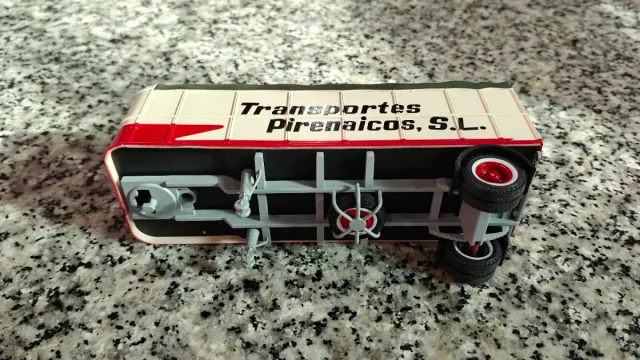 Transportes
Pirenaicos, S.L.